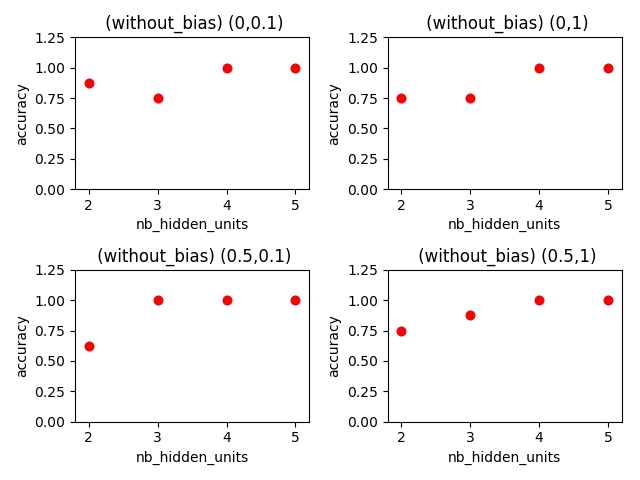 (without_bias) (0,0.1)
1.25
1.00
0.75
0.50
0.25
0.00
accuracy
2 3 4 5
nb_hidden_units
(without_bias) (0,1)
1.25
1.00
0.75
0.50
0.25
0.00
accuracy
2 3 4 5
nb_hidden_units
(without_bias) (0.5,0.1)
1.25
1.00
0.75
0.50
0.25
0.00
accuracy
2 3 4 5
nb_hidden_units
(without_bias) (0.5,1)
1.25
1.00
0.75
0.50
0.25
0.00
accuracy
2 3 4 5
nb_hidden_units